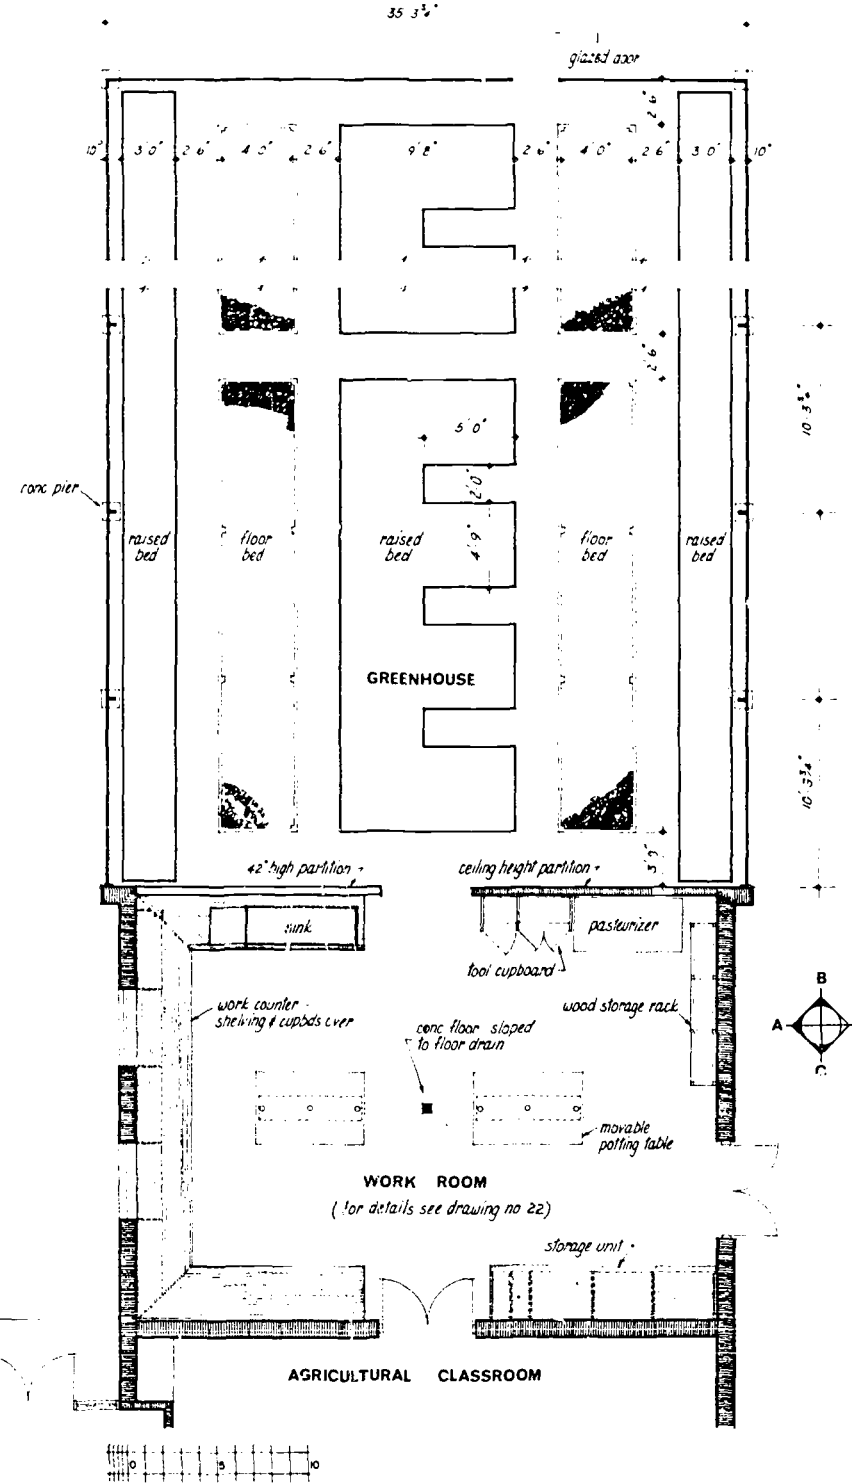 35' 3¾"
glazed door
2' 6"
10" 3' 0" 2' 6" 4' 0" 2' 6" 9' 8" 2' 6" 4' 0" 2' 6" 3' 0" 10"
2' 6"
10' 3¾"
5' 0"
conc pier
2' 0"
4' 9"
raised bed
floor bed
raised bed
floor bed
raised bed
GREENHOUSE
10' 3¾"
42" high partition
ceiling height partition
3' 0"
sink
pasteurizer
tool cupboard
work counter
shelving & cupbds over
conc floor sloped
to floor drain
wood storage rack
B
A
C
movable
potting table
WORK ROOM
(for details see drawing no 22)
storage unit
AGRICULTURAL CLASSROOM
0 5 10